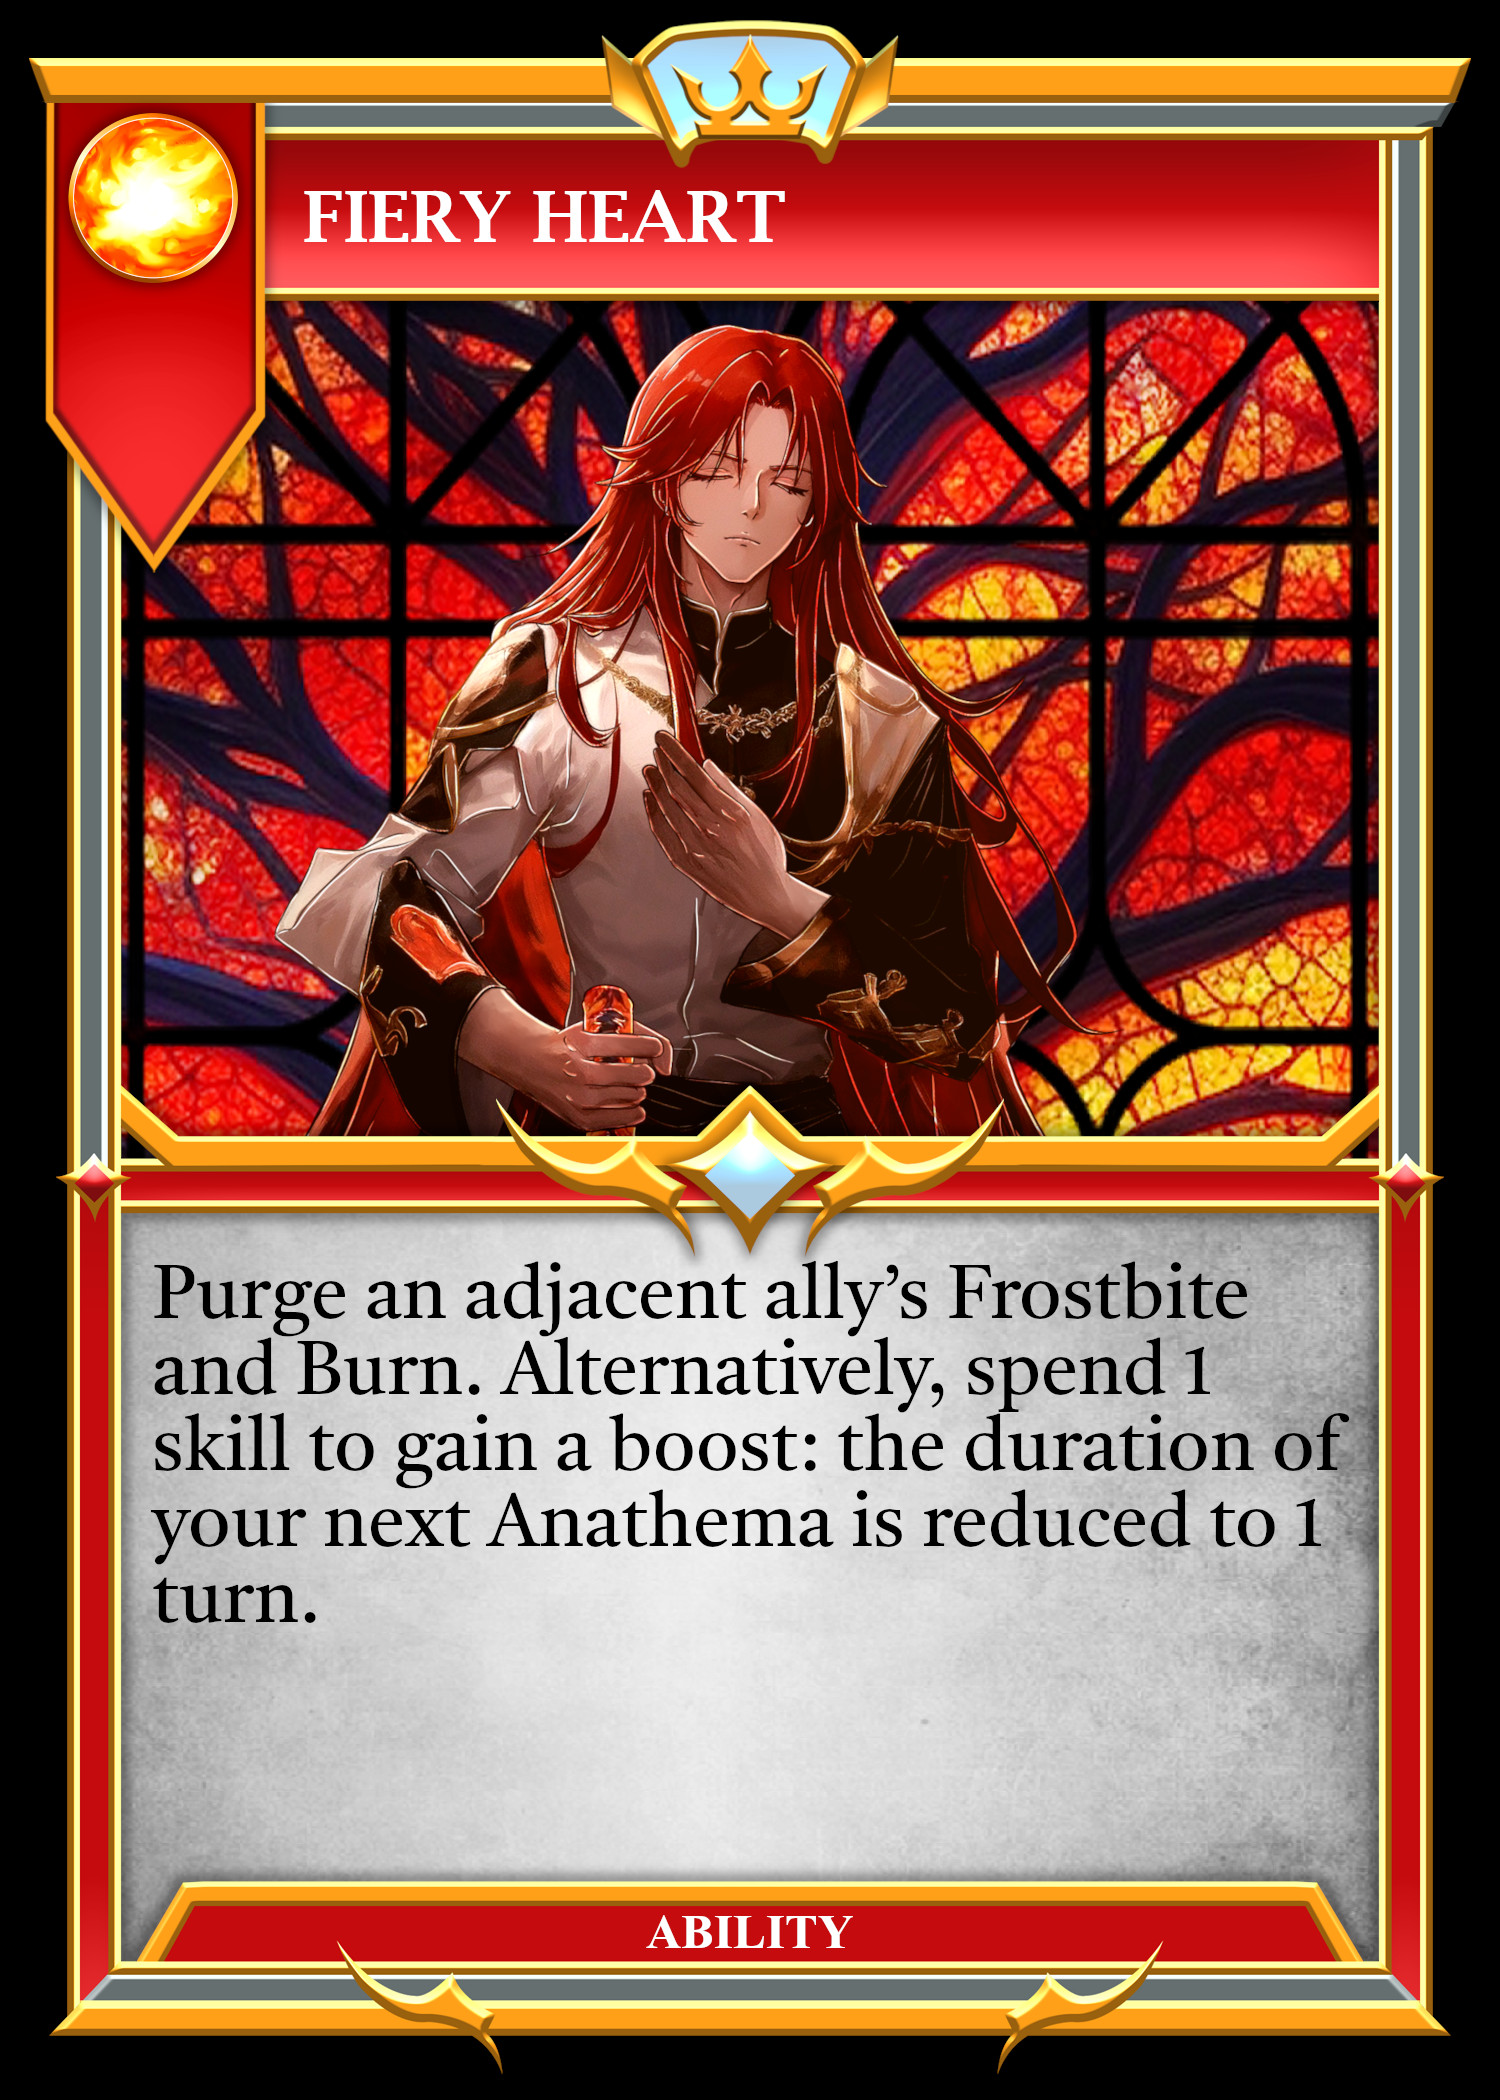 FIERY HEART
Purge an adjacent ally’s Frostbite
and Burn. Alternatively, spend 1
skill to gain a boost: the duration of
your next Anathema is reduced to 1
turn.
ABILITY